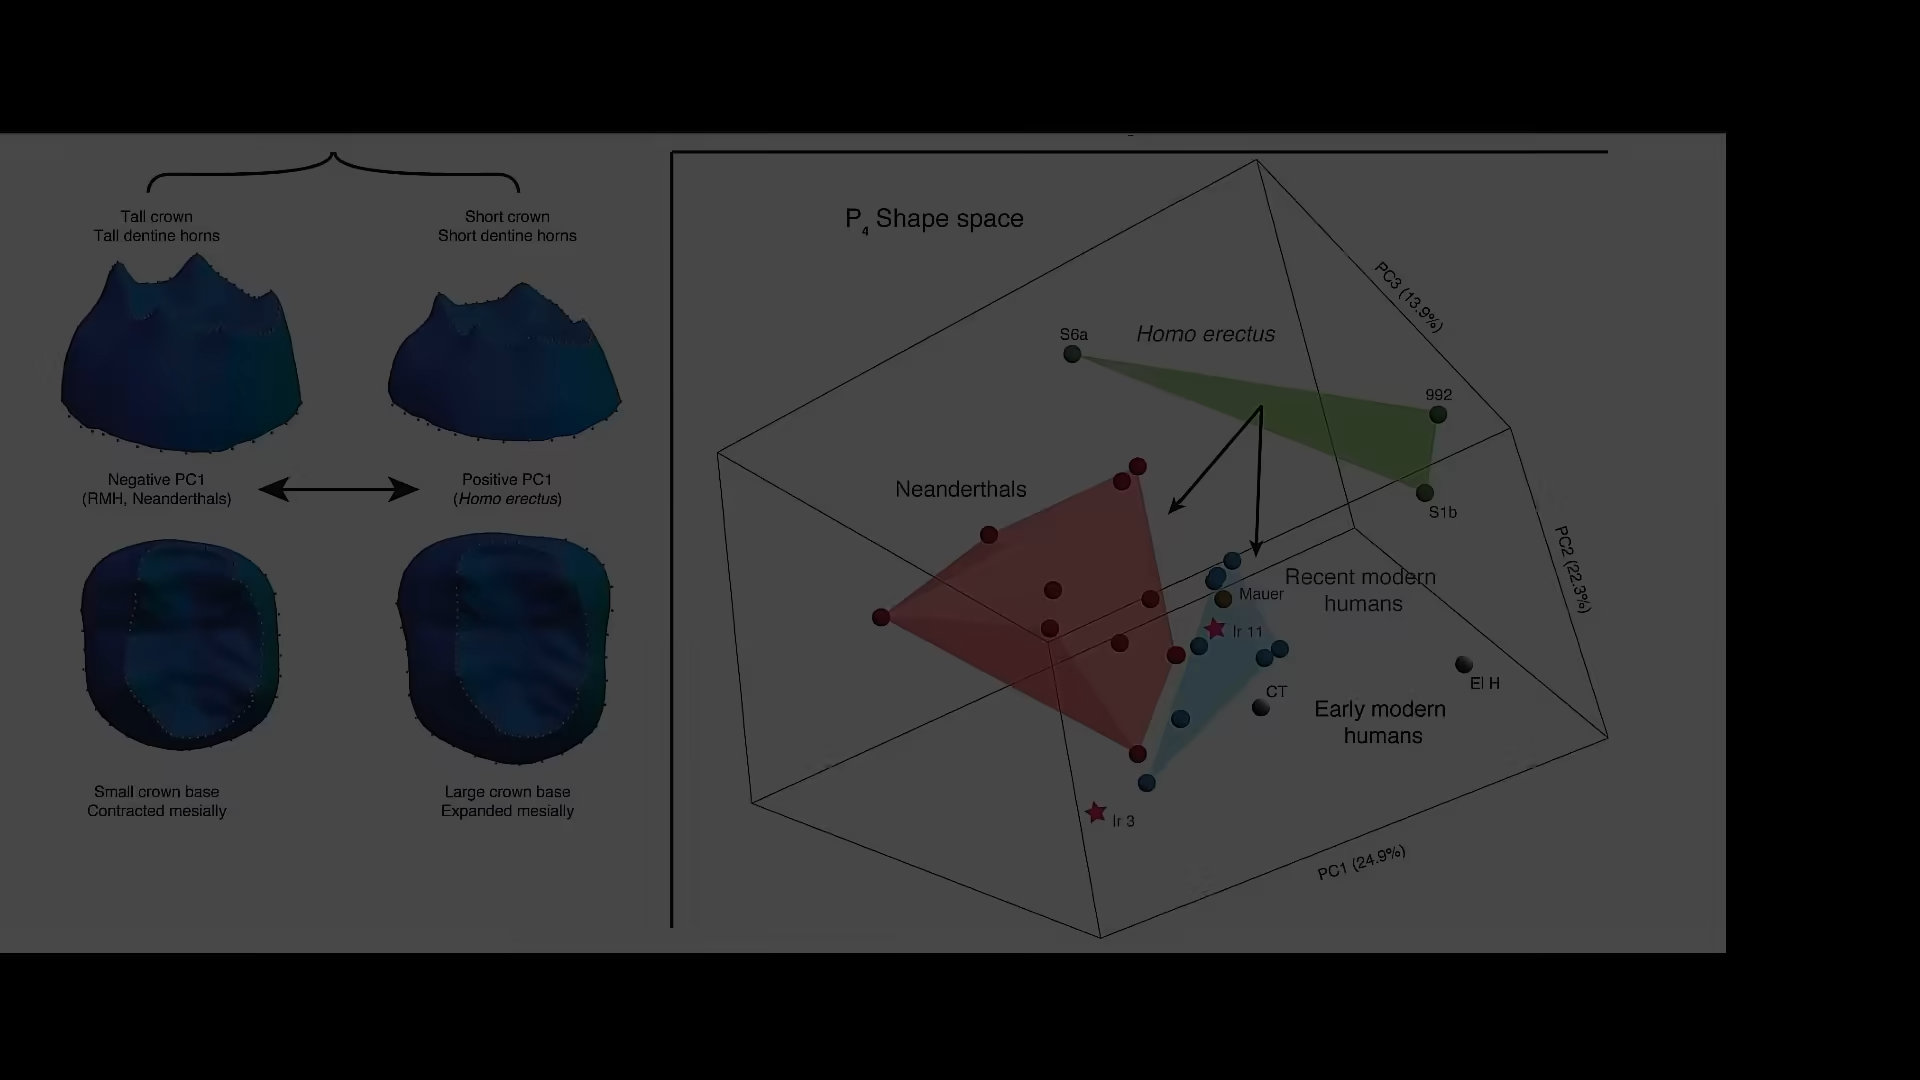 Tall crown
Tall dentine horns
Short crown
Short dentine horns
Negative PC1
(RMH, Neanderthals)
Positive PC1
(Homo erectus)
Small crown base
Contracted mesially
Large crown base
Expanded mesially
P4 Shape space
PC3 (13.9%)
S6a
Homo erectus
992
S1b
Neanderthals
PC2 (22.3%)
Recent modern
humans
Mauer
Ir 11
El H
CT
Early modern
humans
Ir 3
PC1 (24.9%)